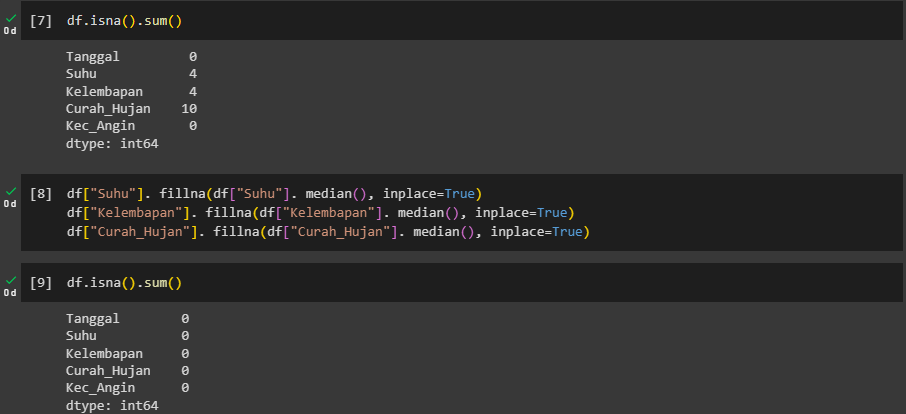 [7] df.isna().sum()
0d
Tanggal 0
Suhu 4
Kelembapan 4
Curah_Hujan 10
Kec_Angin 0
dtype: int64
[8] df["Suhu"]. fillna(df["Suhu"]. median(), inplace=True)
0d
df["Kelembapan"]. fillna(df["Kelembapan"]. median(), inplace=True)
df["Curah_Hujan"]. fillna(df["Curah_Hujan"]. median(), inplace=True)
[9] df.isna().sum()
0d
Tanggal 0
Suhu 0
Kelembapan 0
Curah_Hujan 0
Kec_Angin 0
dtype: int64